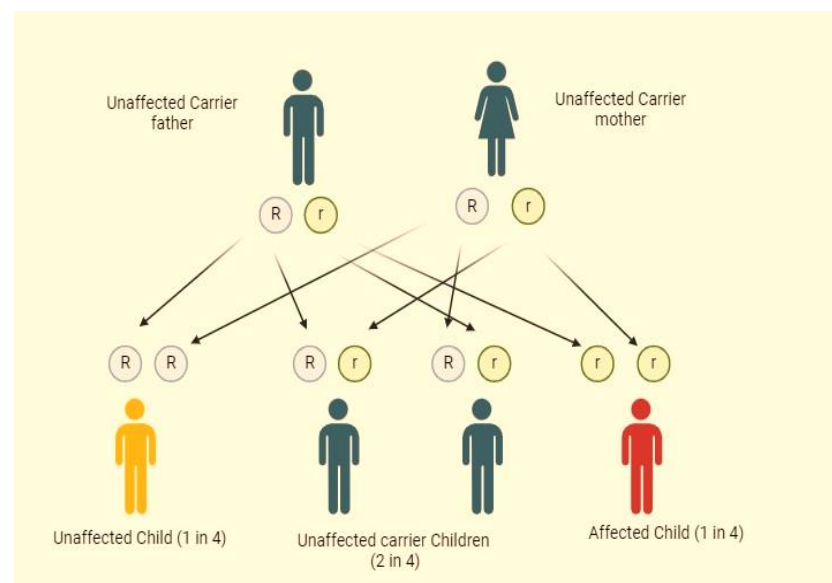 Unaffected Carrier
father
Unaffected Carrier
mother
R r
R r
R R
R r
R r
r r
Unaffected Child (1 in 4)
Unaffected carrier Children
(2 in 4)
Affected Child (1 in 4)